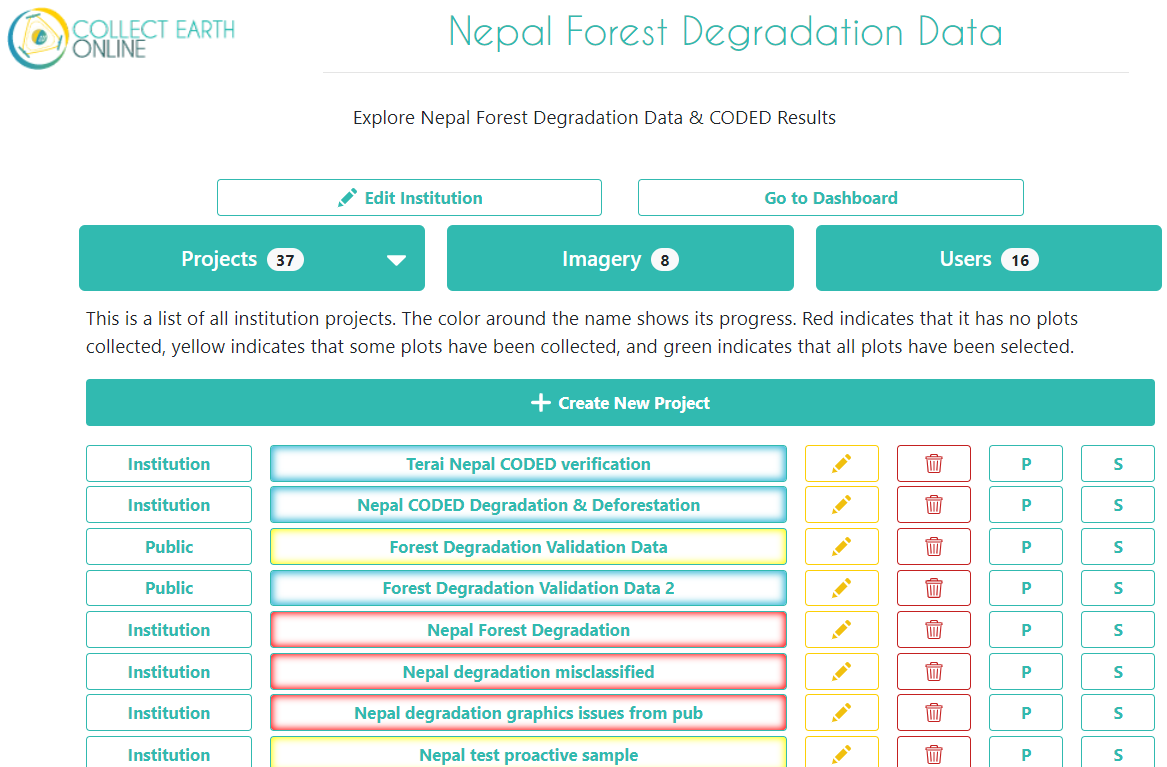 COLLECT EARTH
ONLINE
Nepal Forest Degradation Data
Explore Nepal Forest Degradation Data & CODED Results
Edit Institution
Go to Dashboard
Projects 37
Imagery 8
Users 16
This is a list of all institution projects. The color around the name shows its progress. Red indicates that it has no plots
collected, yellow indicates that some plots have been collected, and green indicates that all plots have been selected.
Create New Project
Institution Terai Nepal CODED verification P S
Institution Nepal CODED Degradation & Deforestation P S
Public Forest Degradation Validation Data P S
Public Forest Degradation Validation Data 2 P S
Institution Nepal Forest Degradation P S
Institution Nepal degradation misclassified P S
Institution Nepal degradation graphics issues from pub P S
Institution Nepal test proactive sample P S